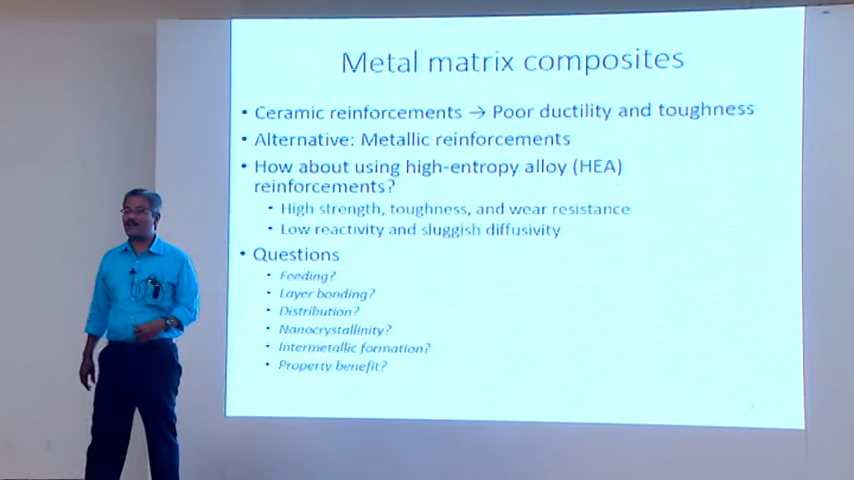 Metal matrix composites
• Ceramic reinforcements → Poor ductility and toughness
• Alternative: Metallic reinforcements
• How about using high-entropy alloy (HEA)
reinforcements?
• High strength, toughness, and wear resistance
• Low reactivity and sluggish diffusivity
• Questions
• Feeding?
• Layer bonding?
• Distribution?
• Nanocrystallinity?
• Intermetallic formation?
• Property benefit?
7